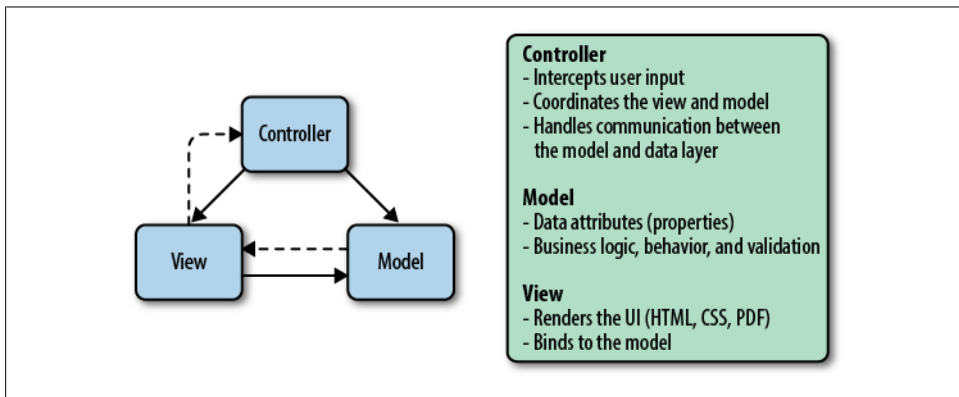 Controller
View
Model
Controller
- Intercepts user input
- Coordinates the view and model
- Handles communication between
the model and data layer
Model
- Data attributes (properties)
- Business logic, behavior, and validation
View
- Renders the UI (HTML, CSS, PDF)
- Binds to the model